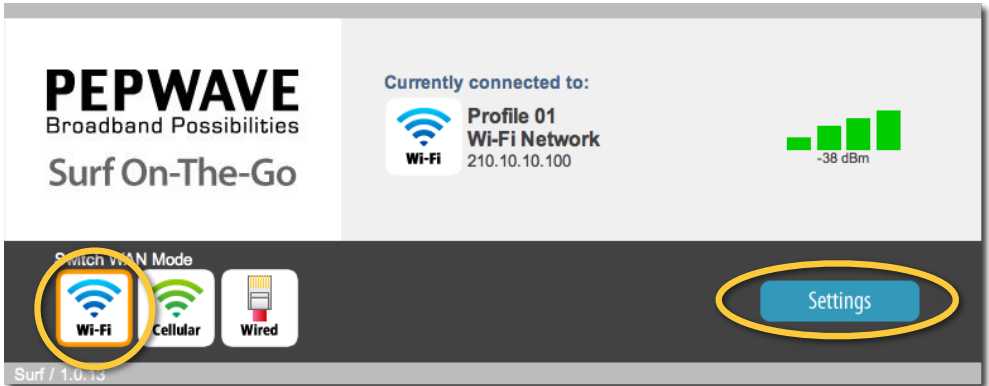 PEPWAVE
Broadband Possibilities
Surf On-The-Go
Currently connected to:
Wi-Fi
Profile 01
Wi-Fi Network
210.10.10.100
-38 dBm
Switch WAN Mode
Wi-Fi
Cellular
Wired
Settings
Surf / 1.0.13